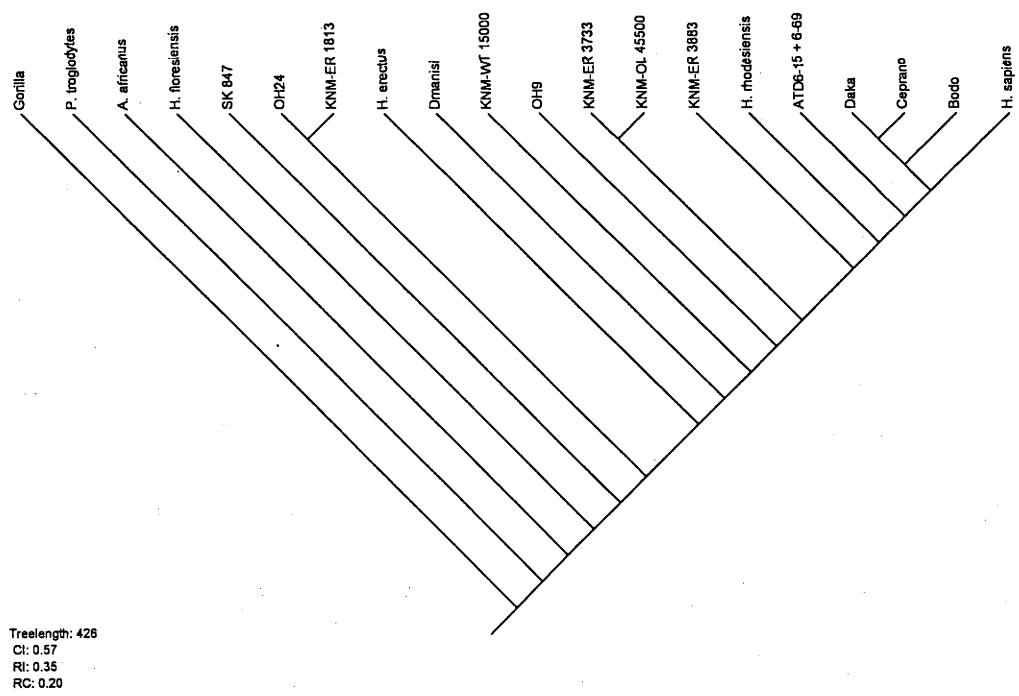 Gorilla
P. troglodytes
A. africanus
H. floresiensis
SK 847
OH24
KNM-ER 1813
H. erectus
Dmanisi
KNM-WT 15000
OH9
KNM-ER 3733
KNM-OL 45500
KNM-ER 3883
H. rhodesiensis
ATD6-15 + 6-69
Daka
Ceprano
Bodo
H. sapiens
Treelength: 426
CI: 0.57
RI: 0.35
RC: 0.20